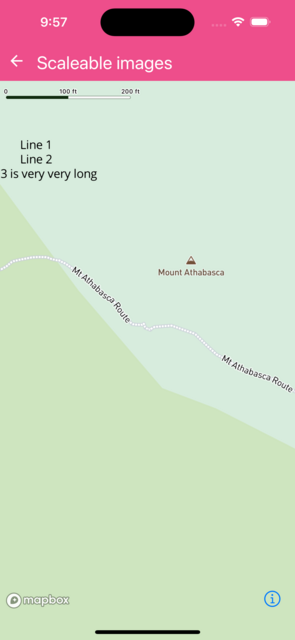 9:57
Scaleable images
0 100 ft 200 ft
Line 1
Line 2
3 is very very long
Mount Athabasca
Mt Athabasca Route
Mt Athabasca Route
mapbox